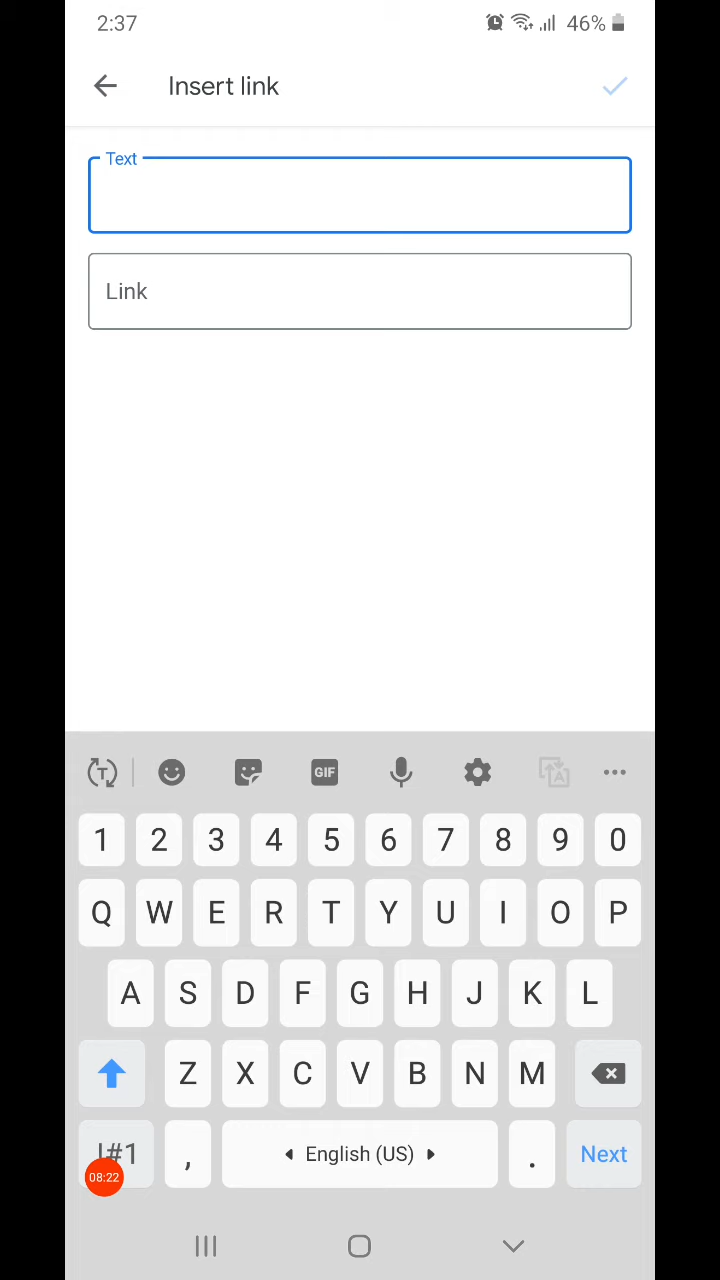 2:37 46%
Insert link
Text
Link
T GIF A
1 2 3 4 5 6 7 8 9 0
Q W E R T Y U I O P
A S D F G H J K L
Z X C V B N M
!#1 , English (US) . Next
08:22